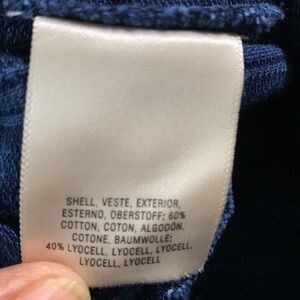 SHELL, VESTE, EXTERIOR,
ESTERNO, OBERSTOFF: 60%
COTTON, COTON, ALGODÓN,
COTONE, BAUMWOLLE;
40% LYOCELL, LYOCELL, LYOCELL,
LYOCELL, LYOCELL